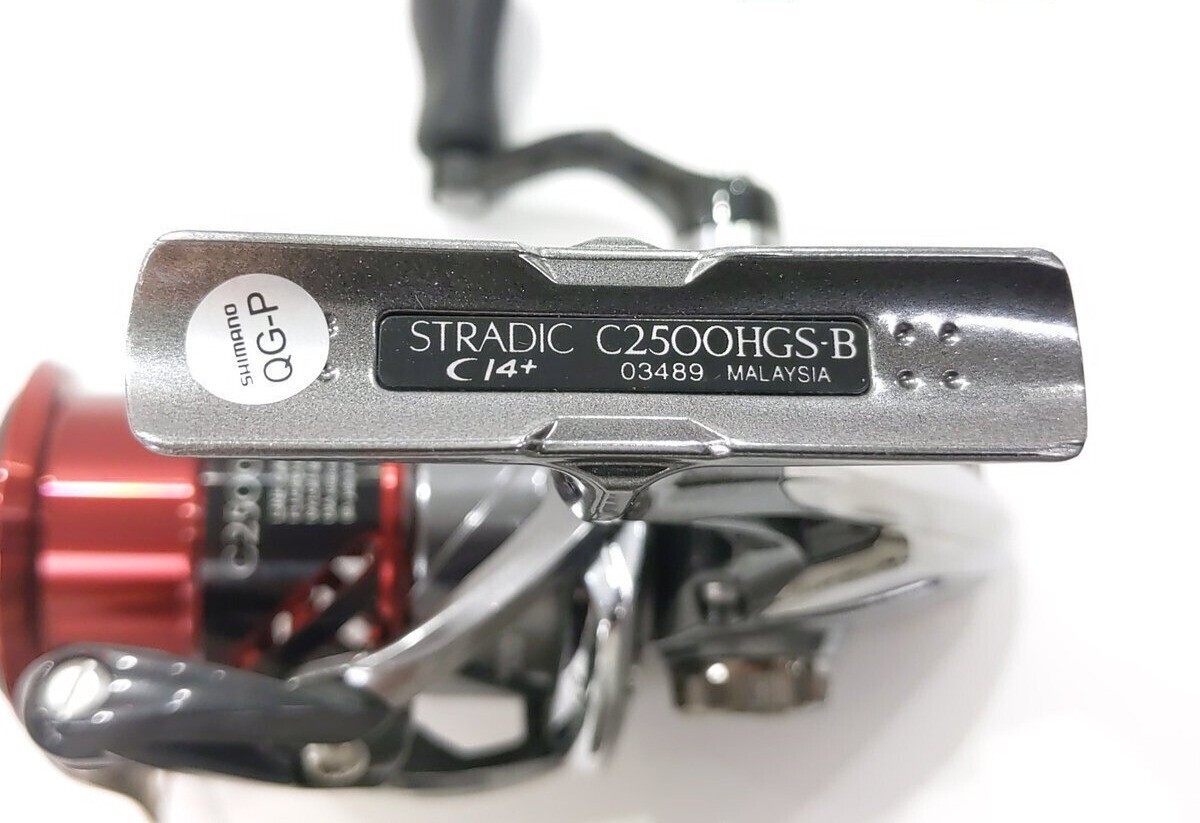 SHIMANO
QG-P
STRADIC C2500HGS-B
CI4+ 03489 MALAYSIA